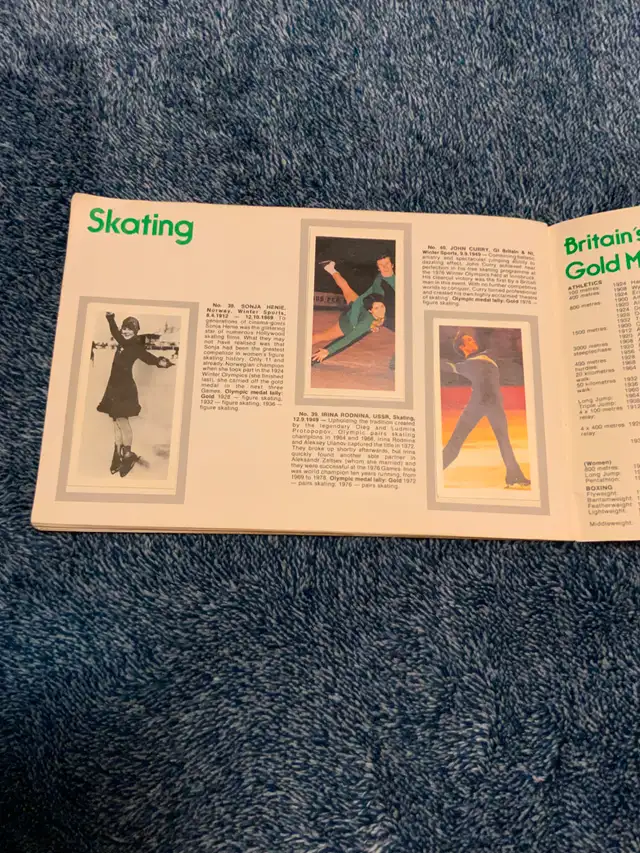 Skating
No. 38. SONJA HENIE,
Norway, Winter Sports,
8.4.1912 — 12.10.1969 To
generations of cinema-goers
Sonja Henie was the glittering
star of numerous Hollywood
skating films. What they may
not have realised was that
Sonja had been the greatest
competitor in women's figure
skating history. Only 11 and
already Norwegian champion
when she took part in the 1924
Winter Olympics (she finished
last), she carried off the gold
medal in the next three
Games. Olympic medal tally:
Gold 1928 — figure skating,
1932 — figure skating, 1936 —
figure skating.
No. 39. IRINA RODNINA, USSR, Skating,
12.9.1949 — Upholding the tradition created
by the legendary Oleg and Ludmila
Protopopov, Olympic pairs skating
champions in 1964 and 1968, Irina Rodnina
and Aleksey Ulanov captured the title in 1972.
They broke up shortly afterwards, but Irina
quickly found another able partner in
Aleksandr Zaitsev (whom she married) and
they were successful at the 1976 Games. Irina
was world champion ten years running, from
1969 to 1978. Olympic medal tally: Gold 1972
— pairs skating, 1976 — pairs skating.
No. 40. JOHN CURRY, Gt Britain & NI,
Winter Sports, 9.9.1949 — Combining balletic
artistry and spectacular jumping ability to
dazzling effect, John Curry achieved near
perfection in his free skating programme at
the 1976 Winter Olympics held at Innsbruck.
His clearcut victory was the first by a British
man in this event. With no further competitive
worlds to conquer, Curry turned professional
and created his own highly acclaimed 'theatre
of skating'. Olympic medal tally: Gold 1976 —
figure skating.
Britain's
Gold M
ATHLETICS
100 metres:
400 metres:
800 metres:
1500 metres:
5000 metres
steeplechase
400 metres
hurdles:
20 kilometres
walk:
50 kilometres
walk:
Long Jump:
Triple Jump:
4 x 100 metres
relay:
4 x 400 metres
relay:
(Women)
800 metres:
Long Jump:
Pentathlon:
BOXING
Flyweight:
Bantamweight:
Featherweight:
Lightweight:
Middleweight: